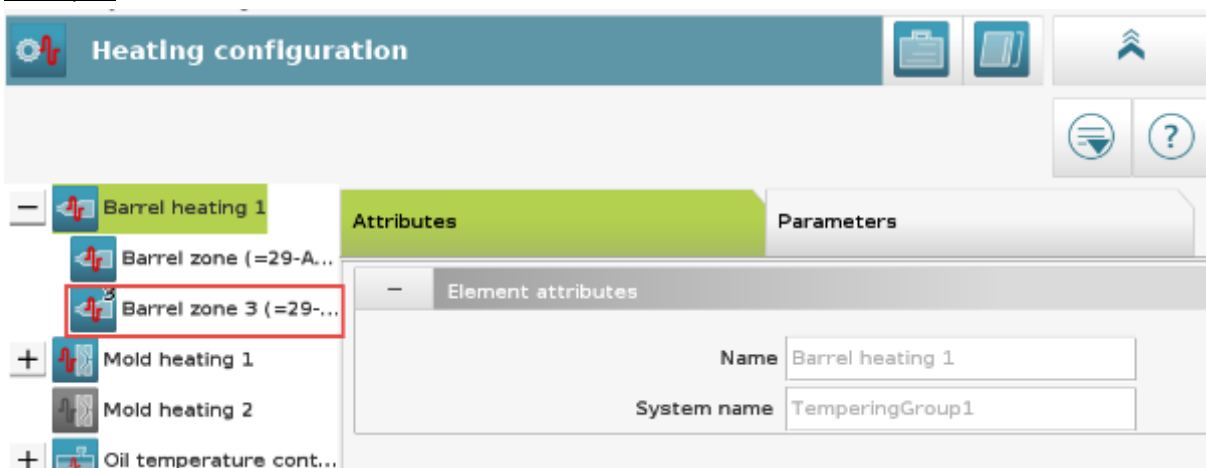 Heating configuration
?
Barrel heating 1
Attributes
Parameters
Barrel zone (=29-A...
Element attributes
3
Barrel zone 3 (=29-...
Name Barrel heating 1
Mold heating 1
System name TemperingGroup1
Mold heating 2
Oil temperature cont...